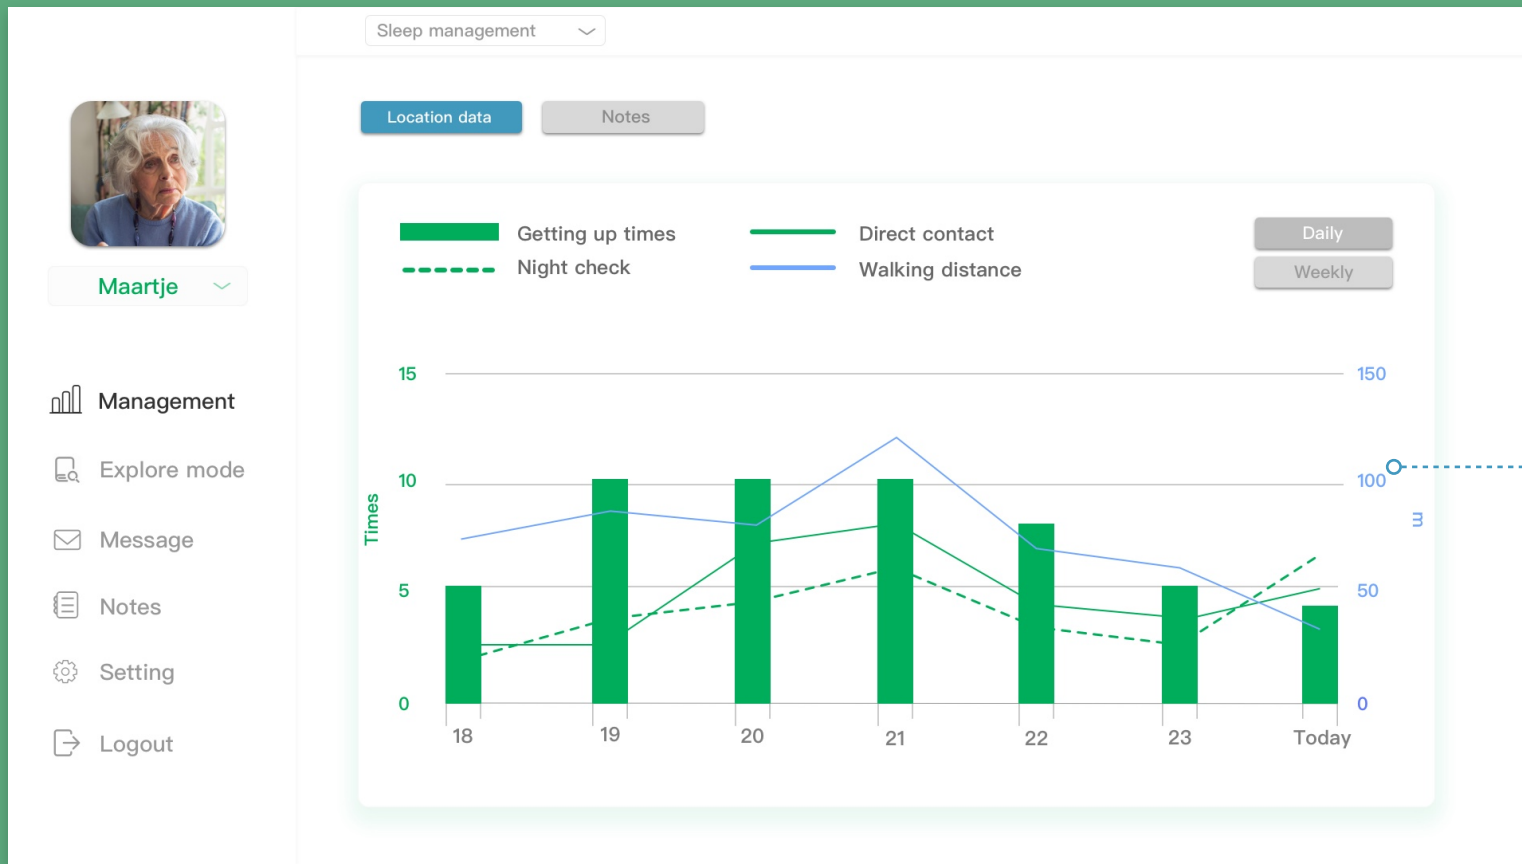 Sleep management
Location data
Notes
Maartje
Management
Explore mode
Message
Notes
Setting
Logout
Getting up times
Direct contact
Night check
Walking distance
Daily
Weekly
15
10
5
0
Times
150
100
50
0
m
18
19
20
21
22
23
Today